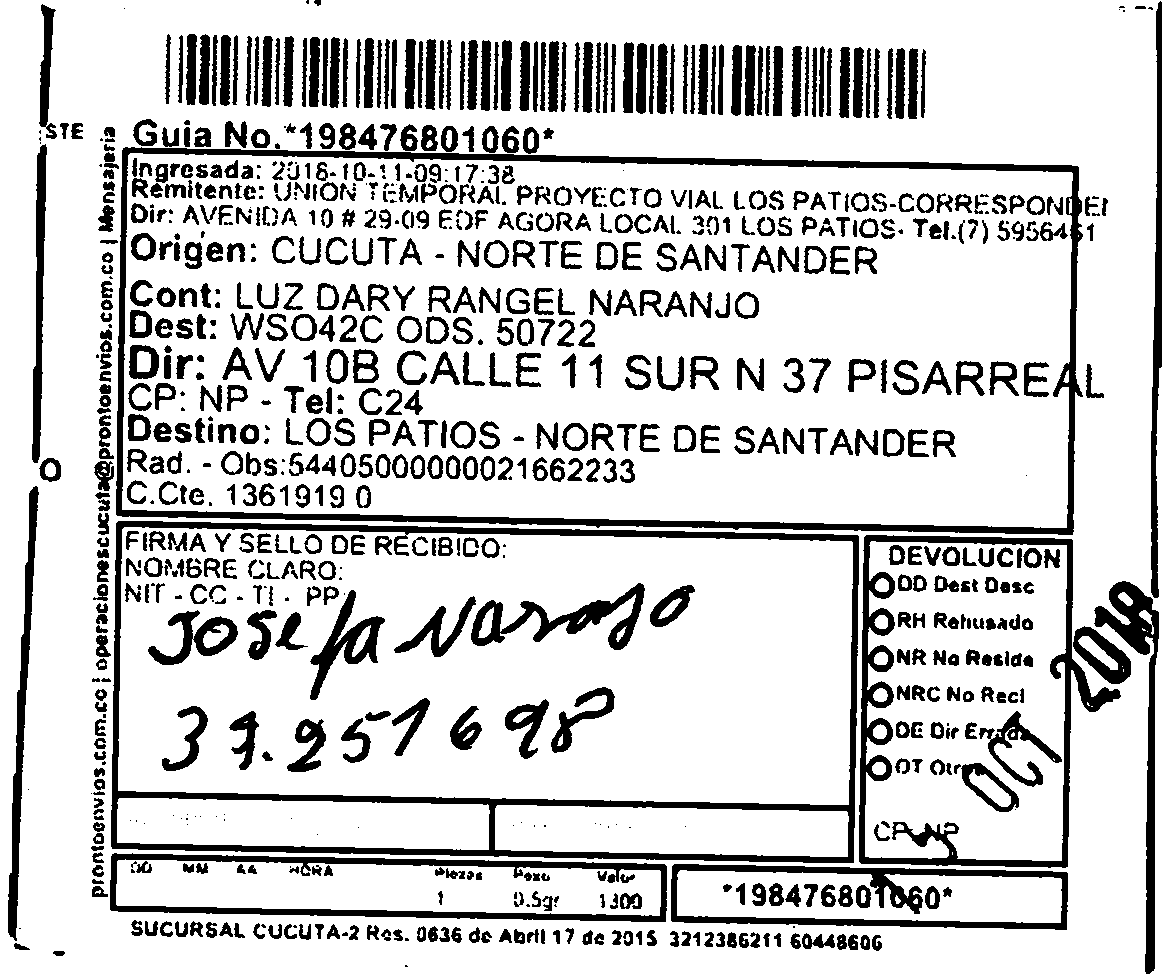 STE
Guia No.*198476801060*
Ingresada: 2018-10-11-09:17:38
Remitente: UNION TEMPORAL PROYECTO VIAL LOS PATIOS-CORRESPONDEI
Dir: AVENIDA 10 # 29-09 EDF AGORA LOCAL 301 LOS PATIOS- Tel.(7) 5956461
Origen: CUCUTA - NORTE DE SANTANDER
Cont: LUZ DARY RANGEL NARANJO
Dest: WSO42C ODS. 50722
Dir: AV 10B CALLE 11 SUR N 37 PISARREAL
CP: NP - Tel: C24
Destino: LOS PATIOS - NORTE DE SANTANDER
O
Rad. - Obs:54405000000021662233
C.Cte. 1361919 0
prontoenvios.com.co | operacionescucuta@prontoenvios.com.co | Mensajeria
FIRMA Y SELLO DE RECIBIDO:
NOMBRE CLARO:
NIT - CC - TI - PP
Josefa Naranjo
37.251698
DEVOLUCION
DD Dest Desc
RH Rehusado
NR No Reside
NRC No Recl
DE Dir Errada
OT Otros
OCT 2018
CP: NP
DD MM AA HORA
Piezas Peso Valor
1 0.5gr 1300
*198476801060*
SUCURSAL CUCUTA-2 Res. 0636 de Abril 17 de 2015 3212386211 60448606